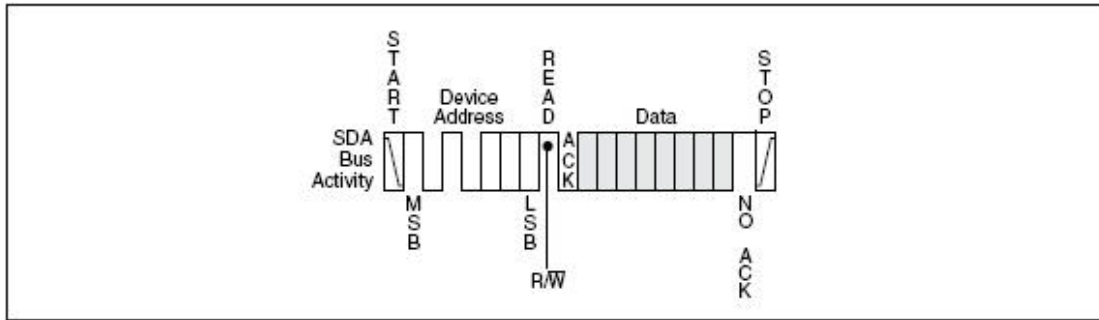 START
Device
Address
READ
Data
STOP
SDA
Bus
Activity
ACK
MSB
LSB
R/W̅
NO ACK